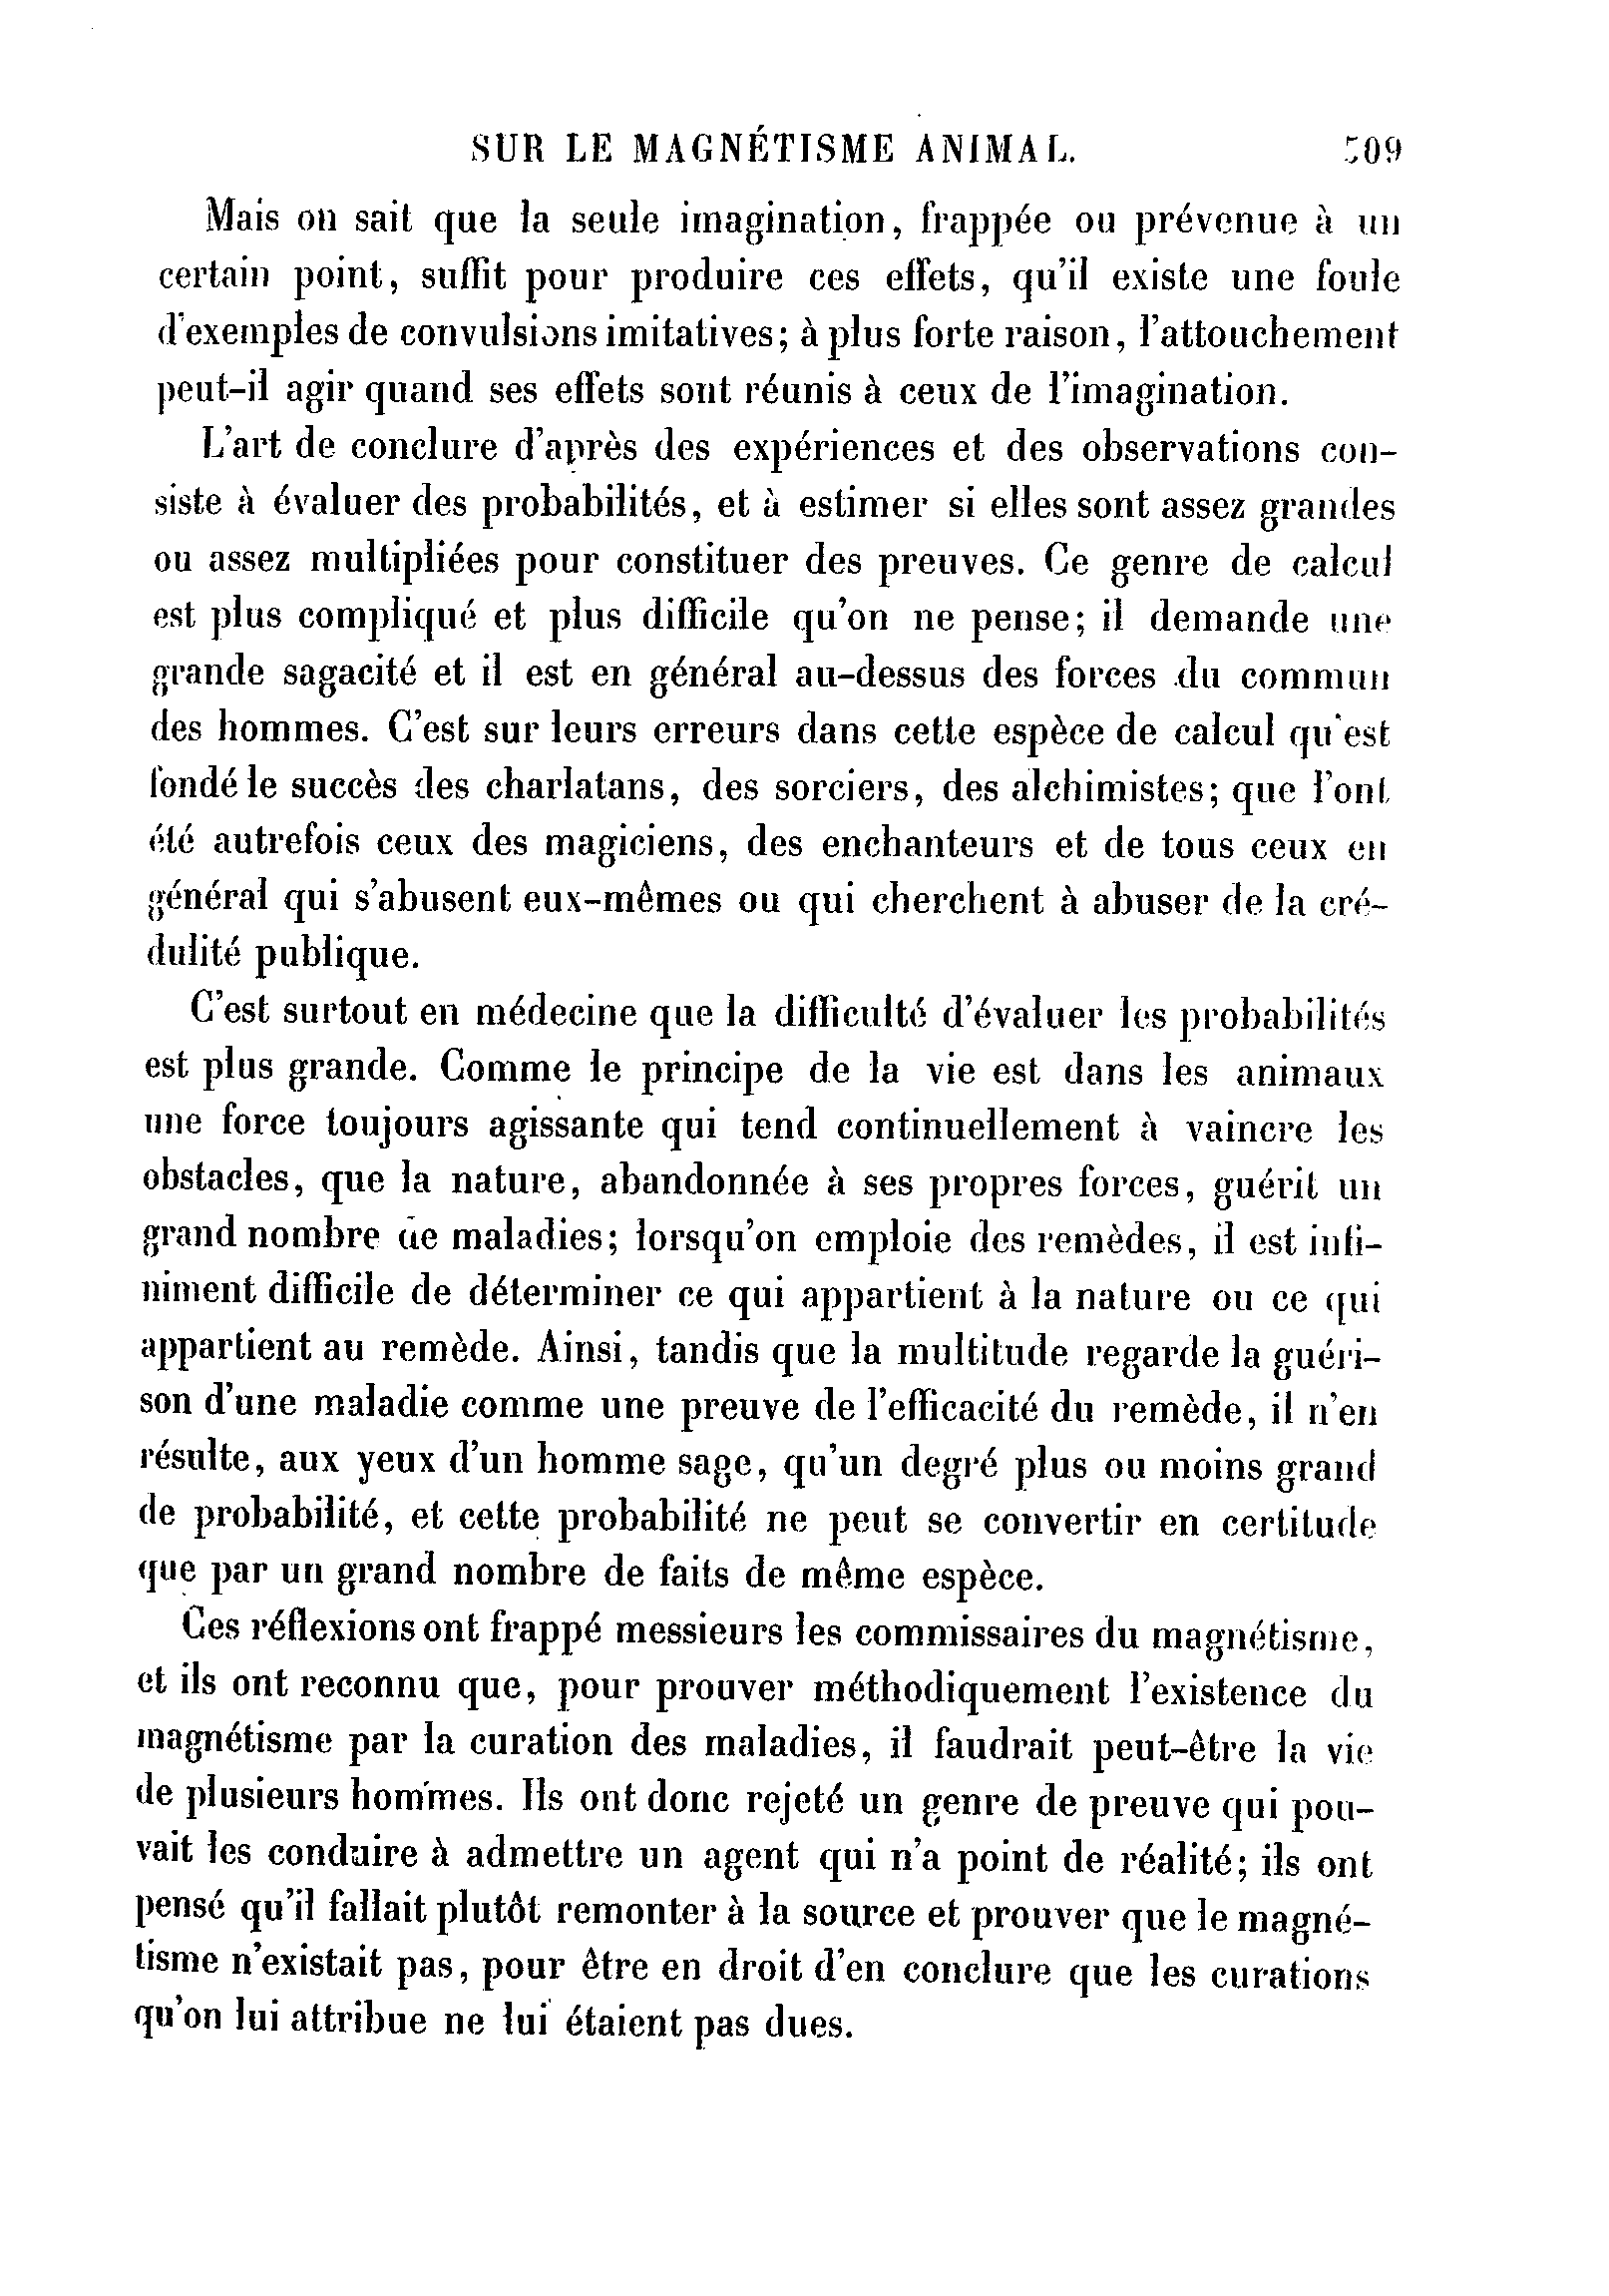 SUR LE MAGNÉTISME ANIMAL. 509
Mais on sait que la seule imagination, frappée ou prévenue à un
certain point, suffit pour produire ces effets, qu'il existe une foule
d'exemples de convulsions imitatives; à plus forte raison, l'attouchement
peut-il agir quand ses effets sont réunis à ceux de l'imagination.
L'art de conclure d'après des expériences et des observations con-
siste à évaluer des probabilités, et à estimer si elles sont assez grandes
ou assez multipliées pour constituer des preuves. Ce genre de calcul
est plus compliqué et plus difficile qu'on ne pense; il demande une
grande sagacité et il est en général au-dessus des forces du commun
des hommes. C'est sur leurs erreurs dans cette espèce de calcul qu'est
fondé le succès des charlatans, des sorciers, des alchimistes; que l'ont
été autrefois ceux des magiciens, des enchanteurs et de tous ceux en
général qui s'abusent eux-mêmes ou qui cherchent à abuser de la cré-
dulité publique.
C'est surtout en médecine que la difficulté d'évaluer les probabilités
est plus grande. Comme le principe de la vie est dans les animaux
une force toujours agissante qui tend continuellement à vaincre les
obstacles, que la nature, abandonnée à ses propres forces, guérit un
grand nombre de maladies; lorsqu'on emploie des remèdes, il est infi-
niment difficile de déterminer ce qui appartient à la nature ou ce qui
appartient au remède. Ainsi, tandis que la multitude regarde la guéri-
son d'une maladie comme une preuve de l'efficacité du remède, il n'en
résulte, aux yeux d'un homme sage, qu'un degré plus ou moins grand
de probabilité, et cette probabilité ne peut se convertir en certitude
que par un grand nombre de faits de même espèce.
Ces réflexions ont frappé messieurs les commissaires du magnétisme,
et ils ont reconnu que, pour prouver méthodiquement l'existence du
magnétisme par la curation des maladies, il faudrait peut-être la vie
de plusieurs hommes. Ils ont donc rejeté un genre de preuve qui pou-
vait les conduire à admettre un agent qui n'a point de réalité; ils ont
pensé qu'il fallait plutôt remonter à la source et prouver que le magné-
tisme n'existait pas, pour être en droit d'en conclure que les curations
qu'on lui attribue ne lui étaient pas dues.